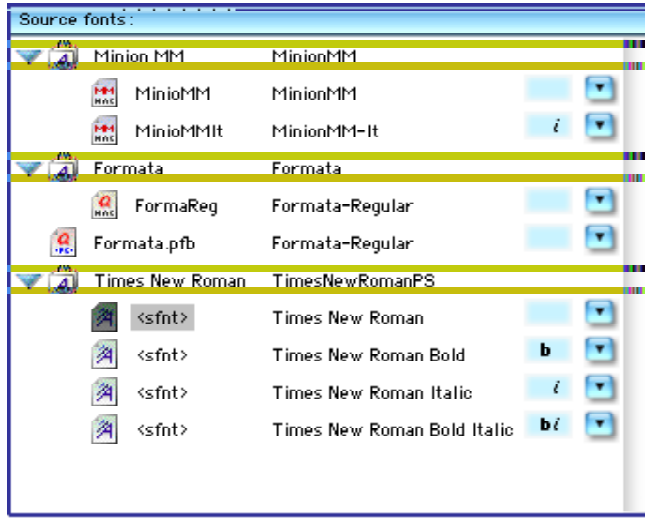 Source fonts:
Minion MM MinionMM
MinioMM MinionMM
MinioMMIt MinionMM-It i
Formata Formata
FormaReg Formata-Regular
Formata.pfb Formata-Regular
Times New Roman TimesNewRomanPS
<sfnt> Times New Roman
<sfnt> Times New Roman Bold b
<sfnt> Times New Roman Italic i
<sfnt> Times New Roman Bold Italic b i